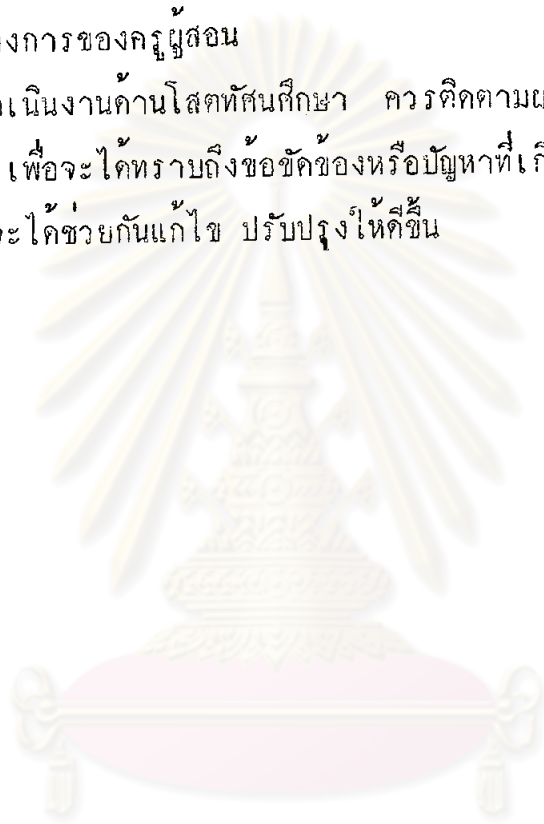 งการของครูผู้สอน
เนินงานด้านโสตทัศนศึกษา ควรติดตามผ
เพื่อจะได้ทราบถึงข้อขัดข้องหรือปัญหาที่เกิ
จะได้ช่วยกันแก้ไข ปรับปรุงให้ดีขึ้น